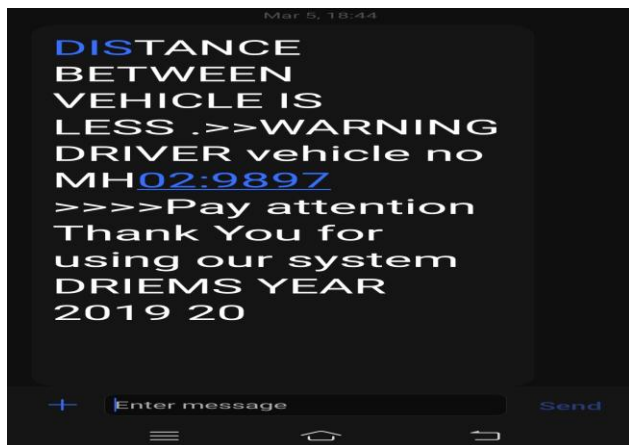 Mar 5, 18:44
DISTANCE
BETWEEN
VEHICLE IS
LESS .>>WARNING
DRIVER vehicle no
MH02:9897
>>>>Pay attention
Thank You for
using our system
DRIEMS YEAR
2019 20
Enter message
Send